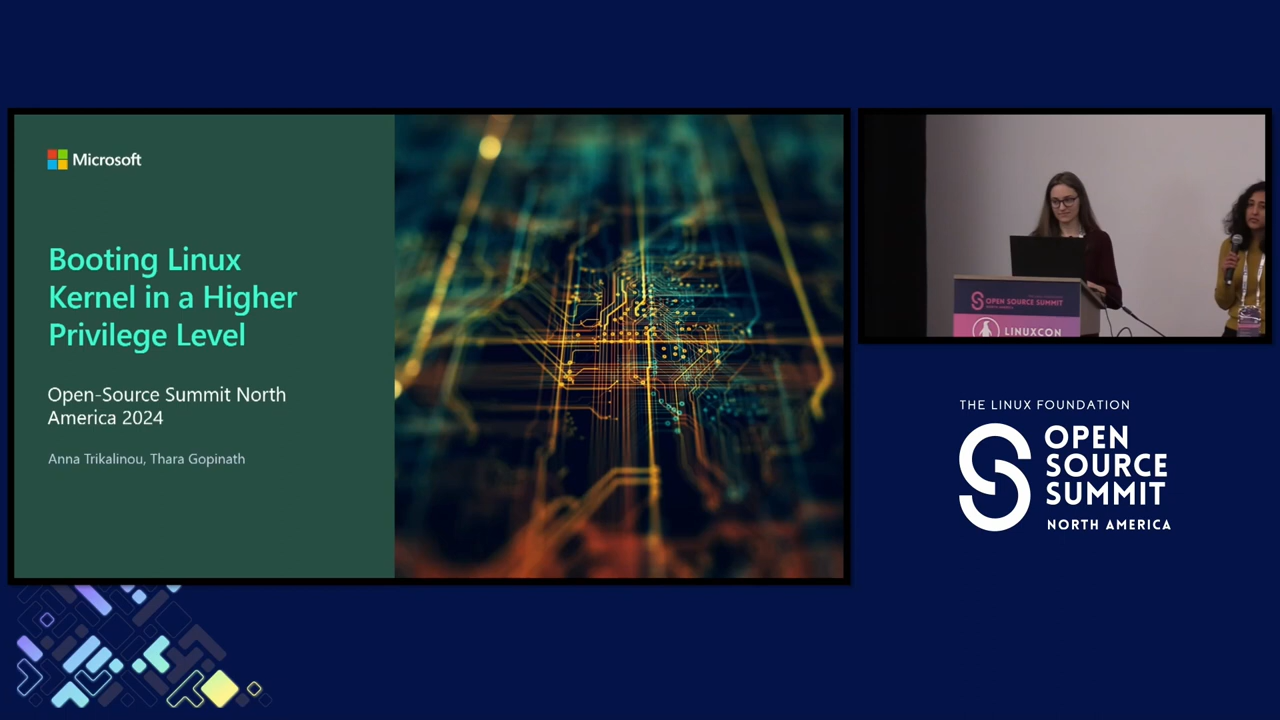 Microsoft
Booting Linux
Kernel in a Higher
Privilege Level
Open-Source Summit North
America 2024
Anna Trikalinou, Thara Gopinath
OPEN SOURCE SUMMIT
LINUXCON
THE LINUX FOUNDATION
OPEN
SOURCE
SUMMIT
NORTH AMERICA